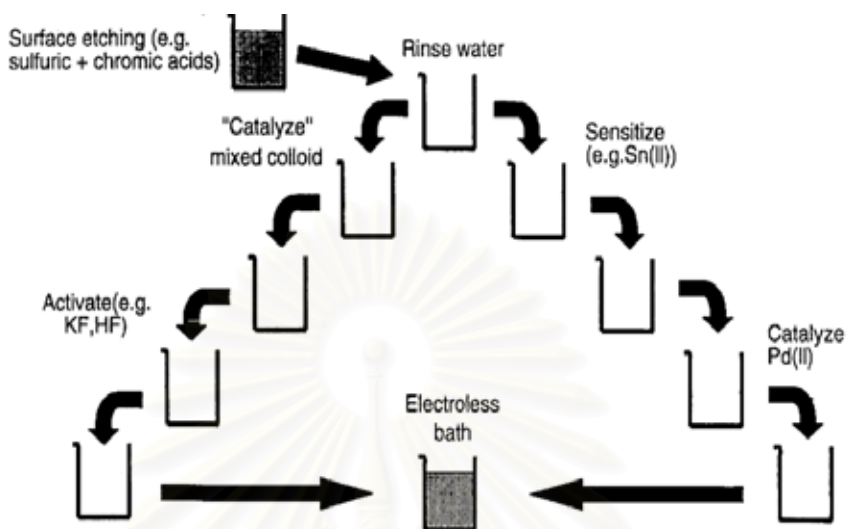 Surface etching (e.g.
sulfuric + chromic acids)
Rinse water
"Catalyze"
mixed colloid
Sensitize
(e.g.Sn(II))
Activate(e.g.
KF,HF)
Catalyze
Pd(II)
Electroless
bath